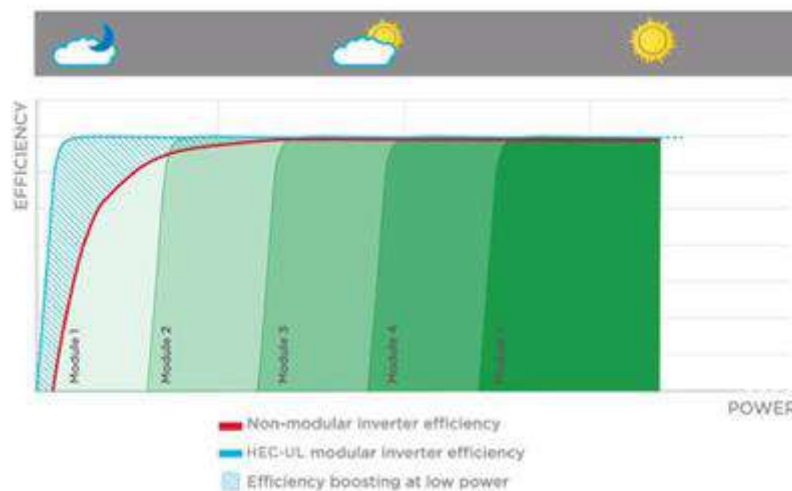 EFFICIENCY
Module 1
Module 2
Module 3
Module 4
Module
POWER
Non-modular inverter efficiency
HEC-UL modular inverter efficiency
Efficiency boosting at low power